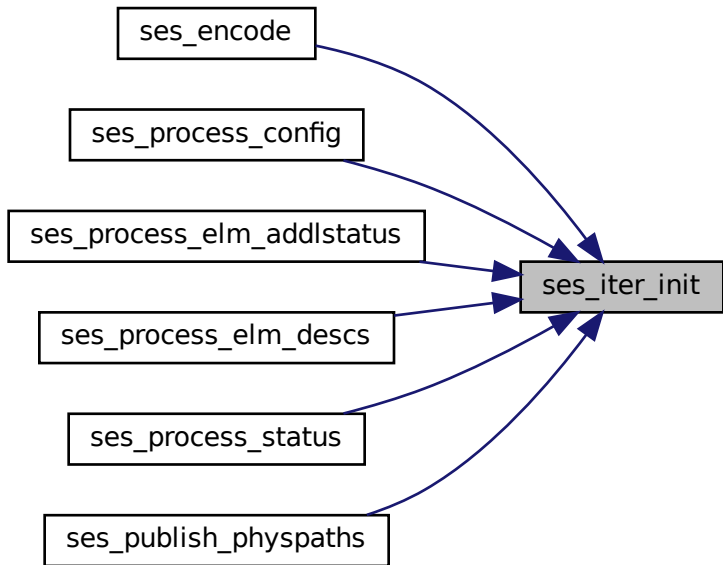 ses_encode
ses_process_config
ses_process_elm_addlstatus
ses_iter_init
ses_process_elm_descs
ses_process_status
ses_publish_physpaths